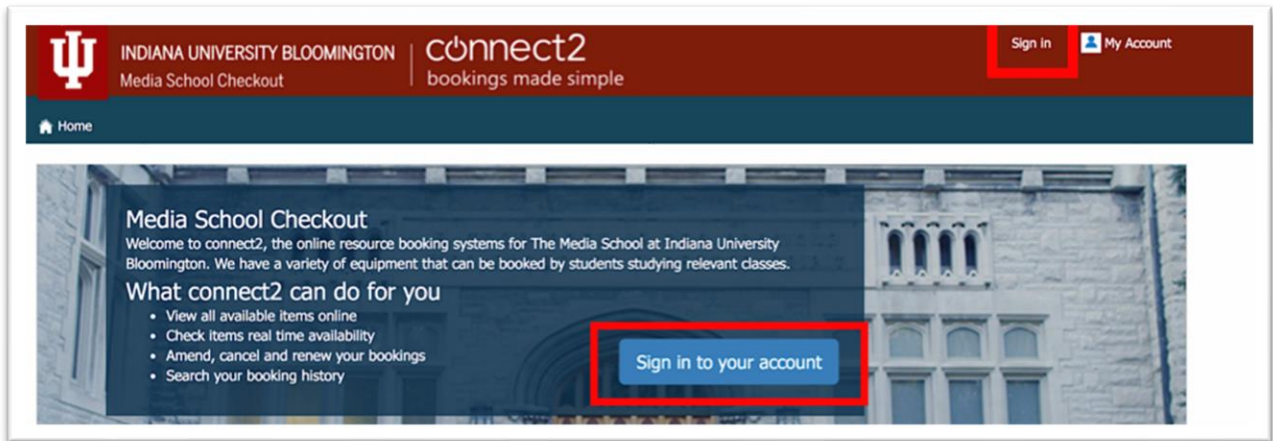 INDIANA UNIVERSITY BLOOMINGTON
Media School Checkout
connect2
bookings made simple
Sign in
My Account
Home
Media School Checkout
Welcome to connect2, the online resource booking systems for The Media School at Indiana University
Bloomington. We have a variety of equipment that can be booked by students studying relevant classes.
What connect2 can do for you
• View all available items online
• Check items real time availability
• Amend, cancel and renew your bookings
• Search your booking history
Sign in to your account